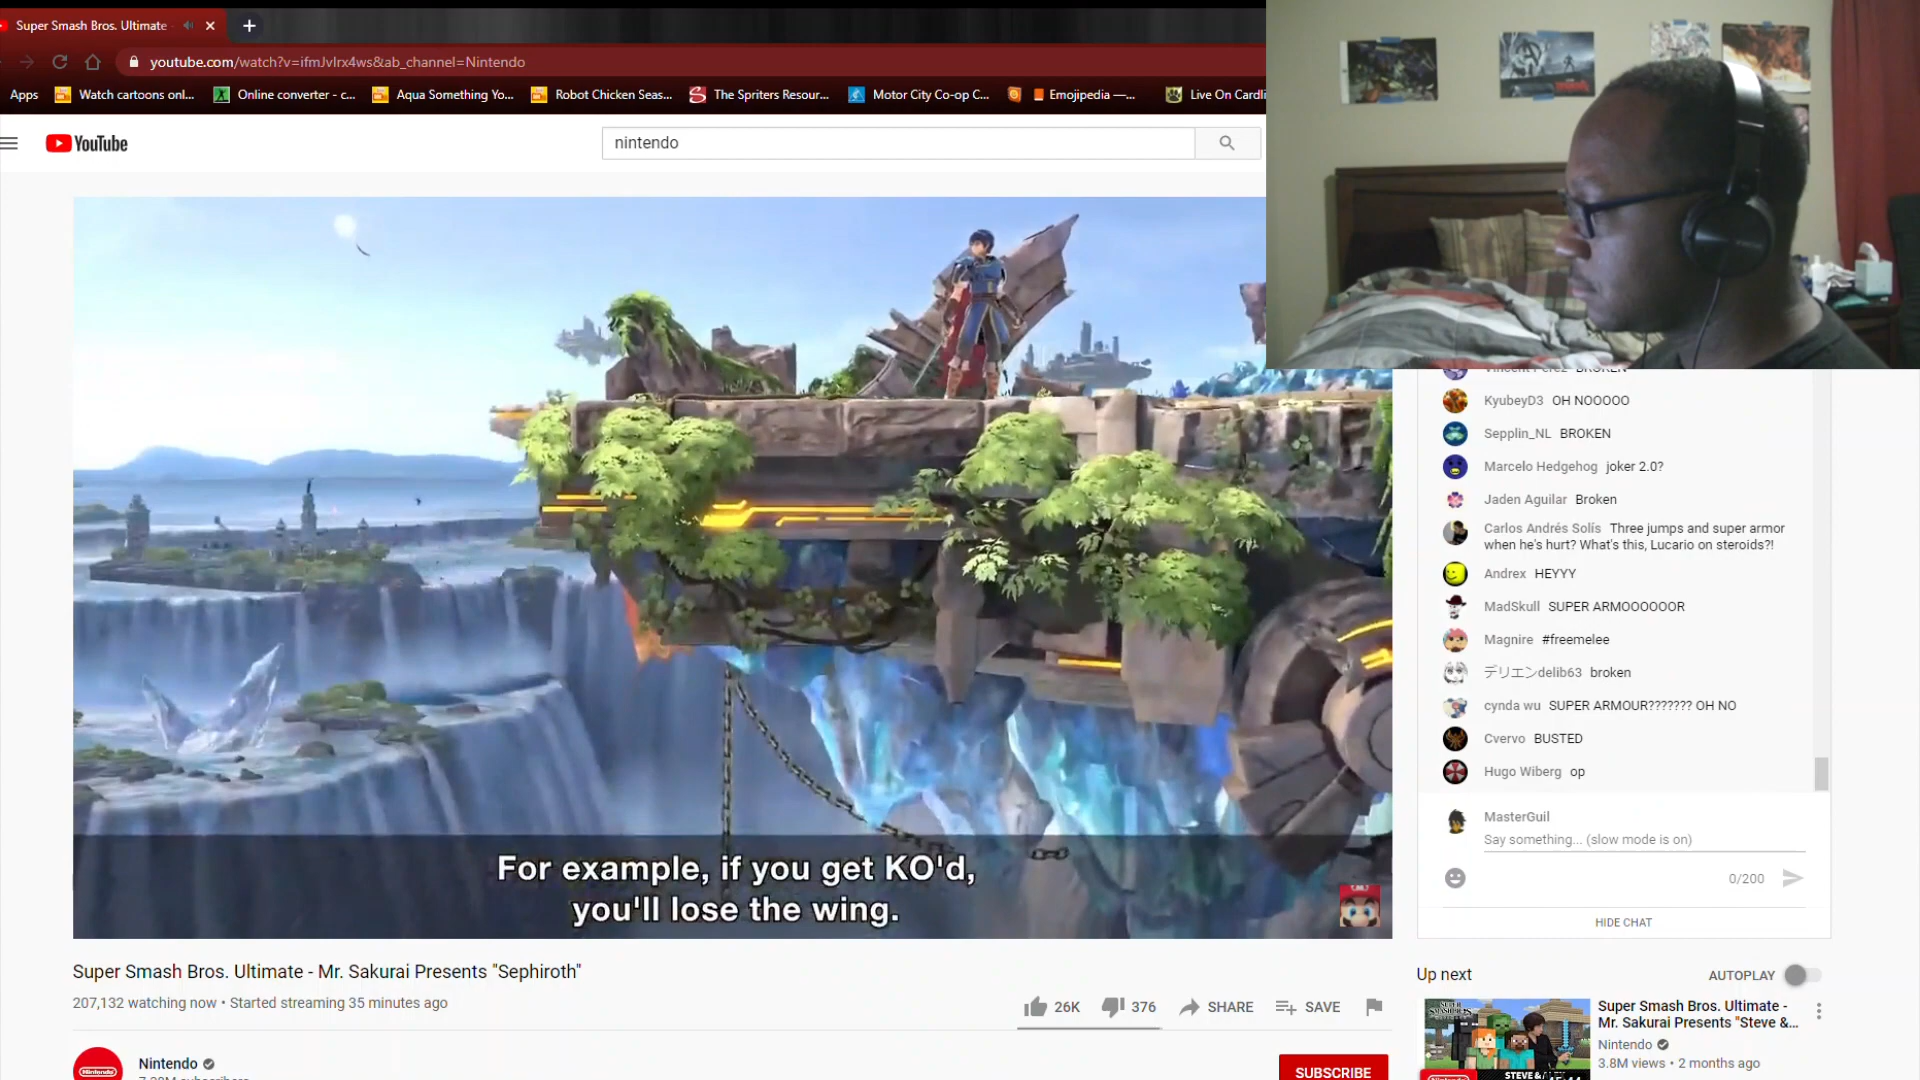 Super Smash Bros. Ultimate
youtube.com/watch?v=ifmJvIrx4ws&ab_channel=Nintendo
Apps
Watch cartoons onl...
Online converter - c...
Aqua Something Yo...
Robot Chicken Seas...
The Spriters Resour...
Motor City Co-op C...
Emojipedia —...
Live On Cardli
YouTube
nintendo
KyubeyD3 OH NOOOOO
Sepplin_NL BROKEN
Marcelo Hedgehog joker 2.0?
Jaden Aguilar Broken
Carlos Andrés Solís Three jumps and super armor
when he's hurt? What's this, Lucario on steroids?!
Andrex HEYYY
MadSkull SUPER ARMOOOOOOR
Magnire #freemelee
デリエンdelib63 broken
cynda wu SUPER ARMOUR??????? OH NO
Cvervo BUSTED
Hugo Wiberg op
MasterGuil
Say something... (slow mode is on)
0/200
HIDE CHAT
For example, if you get KO'd,
you'll lose the wing.
Super Smash Bros. Ultimate - Mr. Sakurai Presents "Sephiroth"
207,132 watching now • Started streaming 35 minutes ago
26K
376
SHARE
SAVE
Nintendo
SUBSCRIBE
Up next
AUTOPLAY
Super Smash Bros. Ultimate -
Mr. Sakurai Presents "Steve &...
Nintendo
3.8M views • 2 months ago